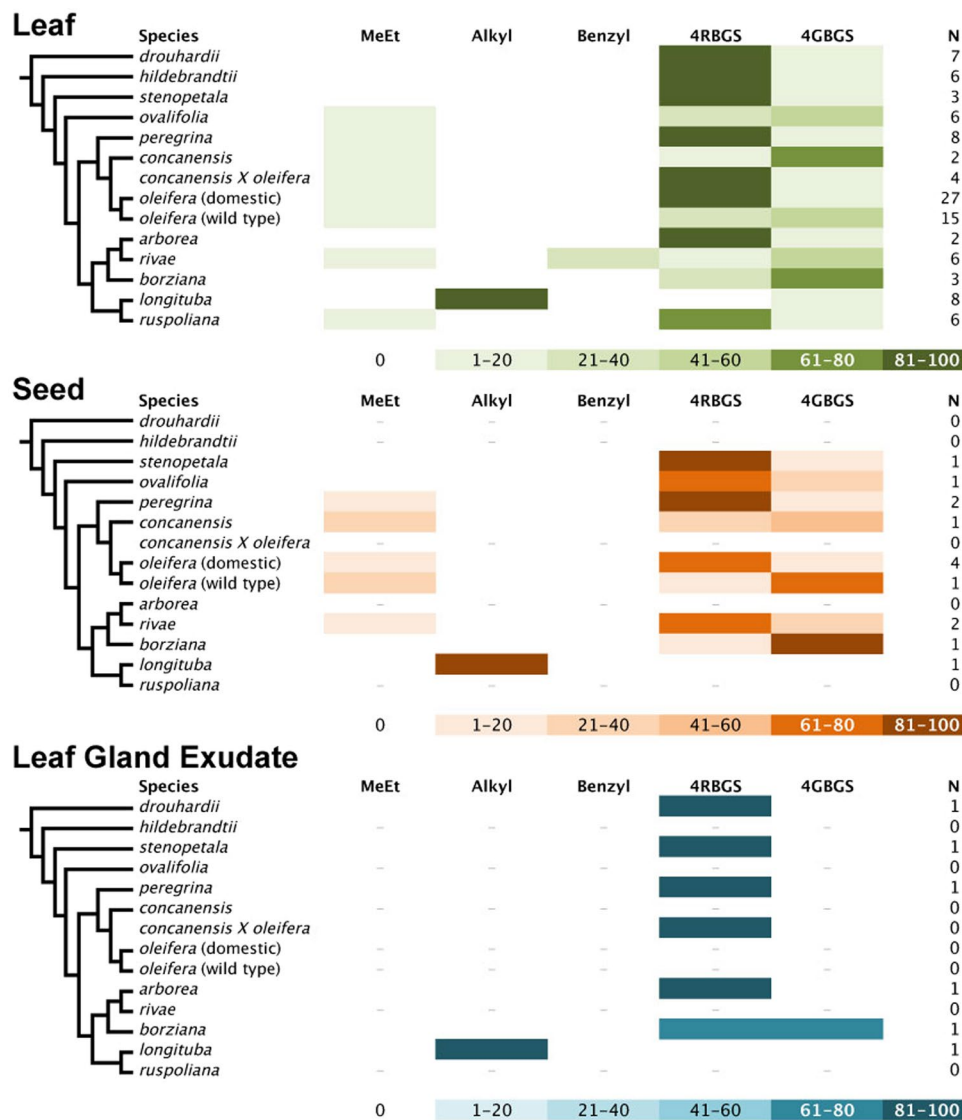 Leaf
Species MeEt Alkyl Benzyl 4RBGS 4GBGS N
drouhardii 7
hildebrandtii 6
stenopetala 3
ovalifolia 6
peregrina 8
concanensis 2
concanensis X oleifera 4
oleifera (domestic) 27
oleifera (wild type) 15
arborea 2
rivae 6
borziana 3
longituba 8
ruspoliana 6
0 1–20 21–40 41–60 61–80 81–100
Seed
Species MeEt Alkyl Benzyl 4RBGS 4GBGS N
drouhardii – – – – – 0
hildebrandtii – – – – – 0
stenopetala 1
ovalifolia 1
peregrina 2
concanensis 1
concanensis X oleifera – – – – – 0
oleifera (domestic) 4
oleifera (wild type) 1
arborea – – – – – 0
rivae 2
borziana 1
longituba 1
ruspoliana – – – – – 0
0 1–20 21–40 41–60 61–80 81–100
Leaf Gland Exudate
Species MeEt Alkyl Benzyl 4RBGS 4GBGS N
drouhardii 1
hildebrandtii – – – – – 0
stenopetala 1
ovalifolia – – – – – 0
peregrina 1
concanensis – – – – – 0
concanensis X oleifera 0
oleifera (domestic) – – – – – 0
oleifera (wild type) – – – – – 0
arborea 1
rivae – – – – – 0
borziana 1
longituba 1
ruspoliana – – – – – 0
0 1–20 21–40 41–60 61–80 81–100